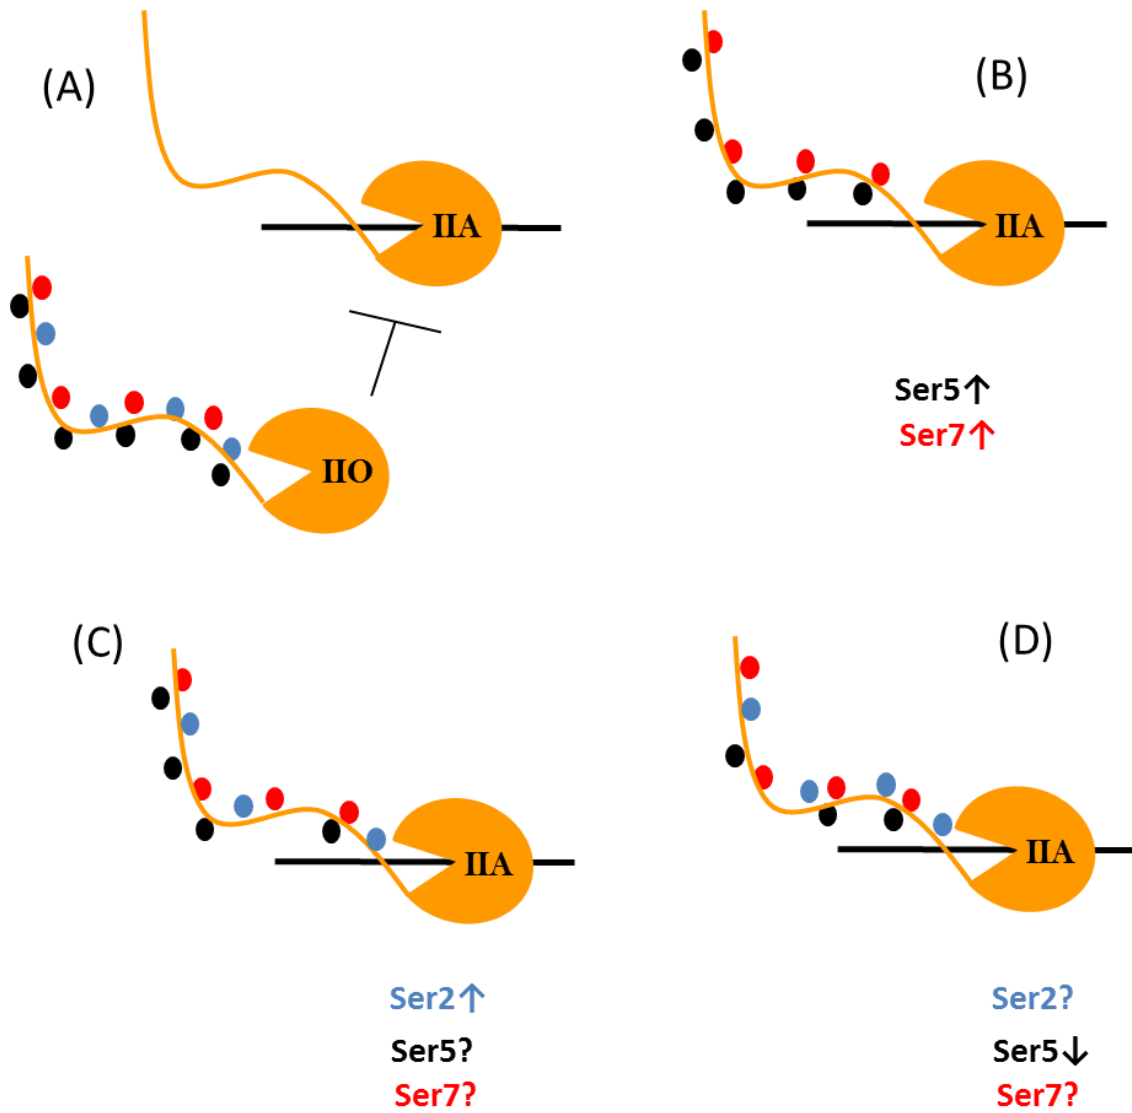 (A)
IIA
IIO
(B)
IIA
Ser5↑
Ser7↑
(C)
IIA
Ser2↑
Ser5?
Ser7?
(D)
IIA
Ser2?
Ser5↓
Ser7?